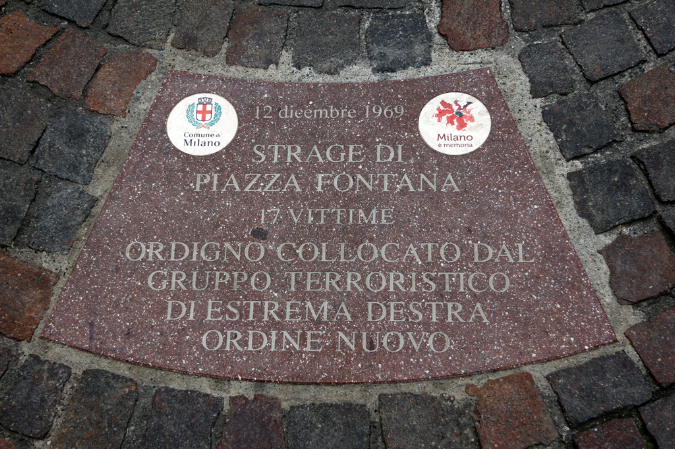 12 dicembre 1969
Comune di
Milano
Milano
è memoria
STRAGE DI
PIAZZA FONTANA
17 VITTIME
ORDIGNO COLLOCATO DAL
GRUPPO TERRORISTICO
DI ESTREMA DESTRA
ORDINE NUOVO